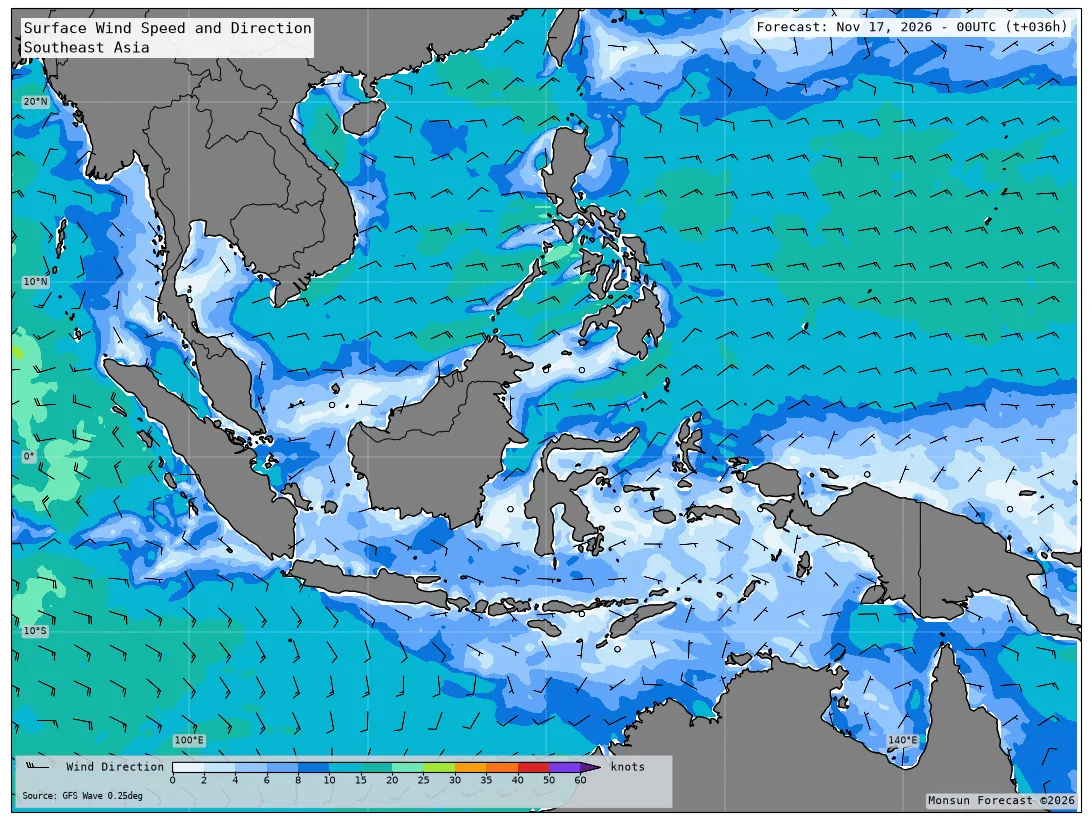 Surface Wind Speed and Direction
Southeast Asia
Forecast: Nov 17, 2026 - 00UTC (t+036h)
20°N
10°N
0°
10°S
100°E
140°E
Wind Direction
0 2 4 6 8 10 15 20 25 30 35 40 50 60
knots
Source: GFS Wave 0.25deg
Monsun Forecast ©2026